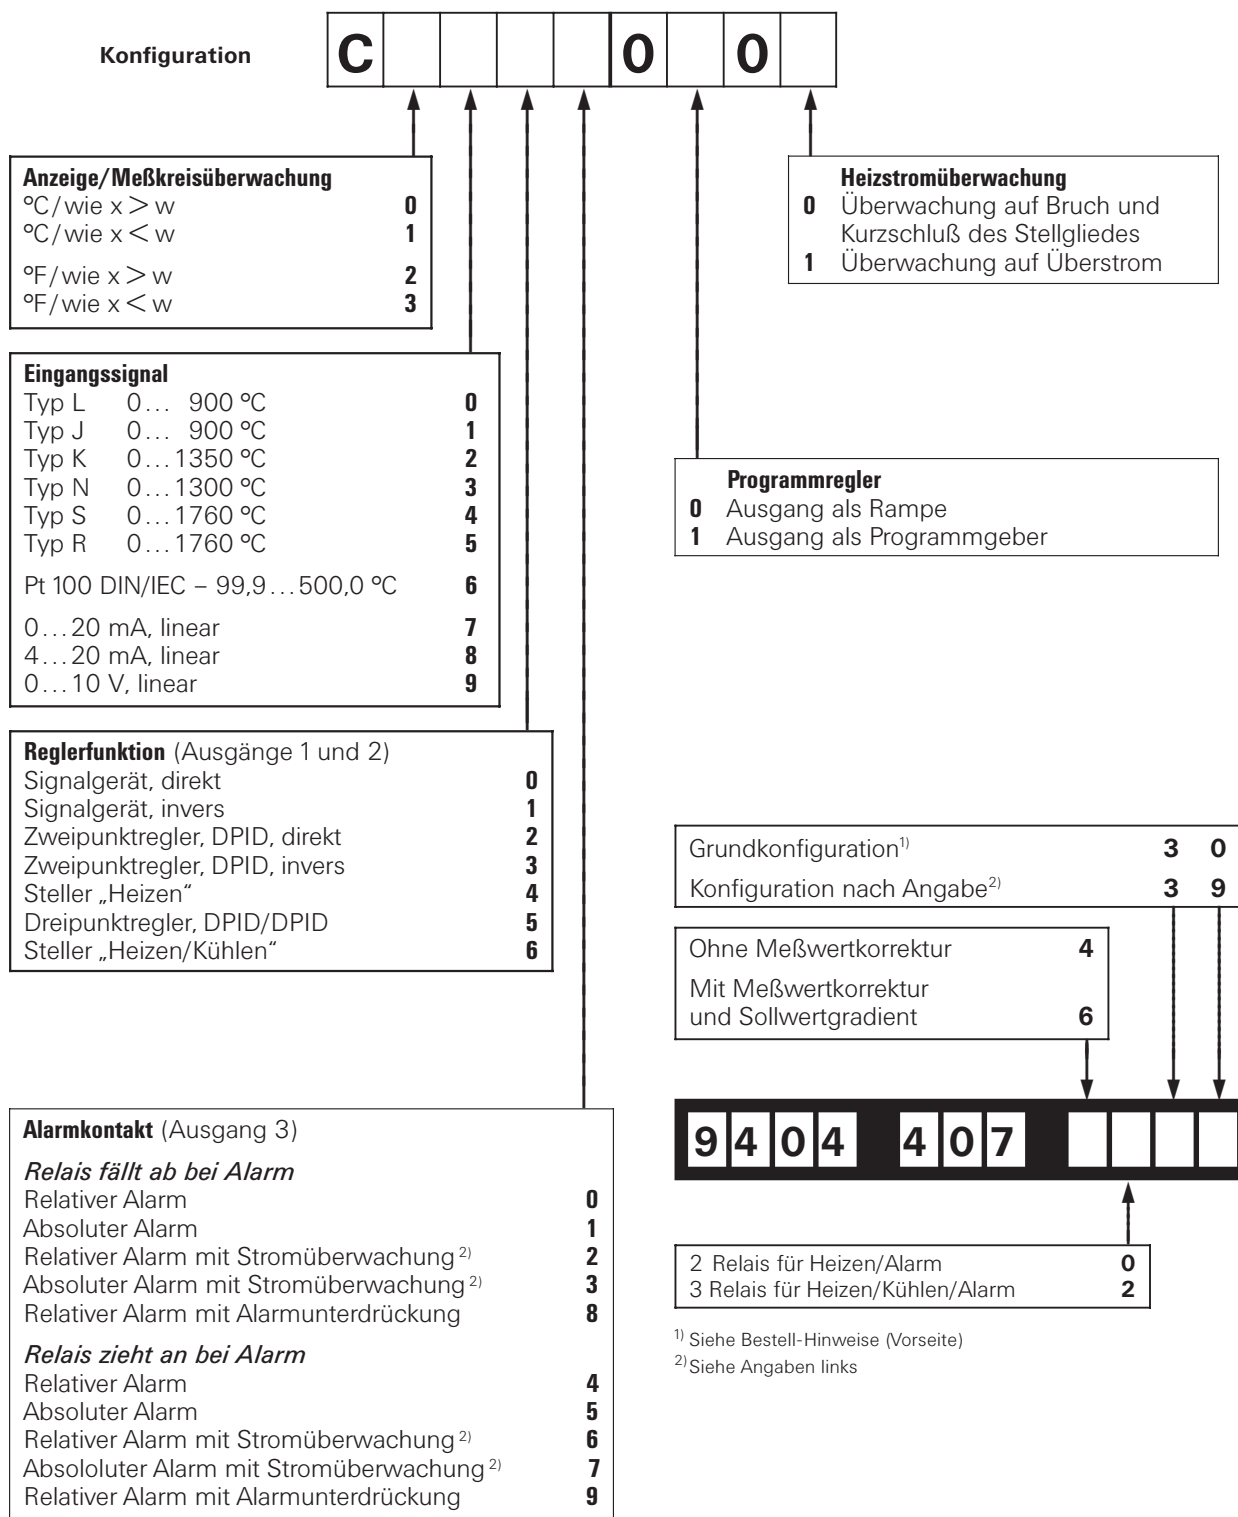 Konfiguration C 0 0
Anzeige/Meßkreisüberwachung
°C/wie x > w 0
°C/wie x < w 1
°F/wie x > w 2
°F/wie x < w 3
Heizstromüberwachung
0 Überwachung auf Bruch und
Kurzschluß des Stellgliedes
1 Überwachung auf Überstrom
Eingangssignal
Typ L 0... 900 °C 0
Typ J 0... 900 °C 1
Typ K 0...1350 °C 2
Typ N 0...1300 °C 3
Typ S 0...1760 °C 4
Typ R 0...1760 °C 5
Pt 100 DIN/IEC – 99,9...500,0 °C 6
0...20 mA, linear 7
4...20 mA, linear 8
0...10 V, linear 9
Programmregler
0 Ausgang als Rampe
1 Ausgang als Programmgeber
Reglerfunktion (Ausgänge 1 und 2)
Signalgerät, direkt 0
Signalgerät, invers 1
Zweipunktregler, DPID, direkt 2
Zweipunktregler, DPID, invers 3
Steller „Heizen“ 4
Dreipunktregler, DPID/DPID 5
Steller „Heizen/Kühlen“ 6
Grundkonfiguration1) 3 0
Konfiguration nach Angabe2) 3 9
Ohne Meßwertkorrektur 4
Mit Meßwertkorrektur
und Sollwertgradient 6
9404 407
2 Relais für Heizen/Alarm 0
3 Relais für Heizen/Kühlen/Alarm 2
1) Siehe Bestell-Hinweise (Vorseite)
2) Siehe Angaben links
Alarmkontakt (Ausgang 3)
Relais fällt ab bei Alarm
Relativer Alarm 0
Absoluter Alarm 1
Relativer Alarm mit Stromüberwachung 2) 2
Absoluter Alarm mit Stromüberwachung 2) 3
Relativer Alarm mit Alarmunterdrückung 8
Relais zieht an bei Alarm
Relativer Alarm 4
Absoluter Alarm 5
Relativer Alarm mit Stromüberwachung 2) 6
Absololuter Alarm mit Stromüberwachung 2) 7
Relativer Alarm mit Alarmunterdrückung 9